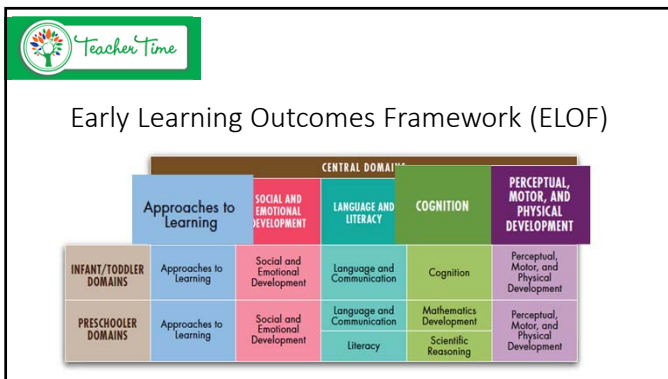 Teacher Time
Early Learning Outcomes Framework (ELOF)
CENTRAL DOMAINS
Approaches to
Learning
SOCIAL AND
EMOTIONAL
DEVELOPMENT
LANGUAGE AND
LITERACY
COGNITION
PERCEPTUAL,
MOTOR, AND
PHYSICAL
DEVELOPMENT
INFANT/TODDLER
DOMAINS
Approaches to
Learning
Social and
Emotional
Development
Language and
Communication
Cognition
Perceptual,
Motor, and
Physical
Development
PRESCHOOLER
DOMAINS
Approaches to
Learning
Social and
Emotional
Development
Language and
Communication
Literacy
Mathematics
Development
Scientific
Reasoning
Perceptual,
Motor, and
Physical
Development